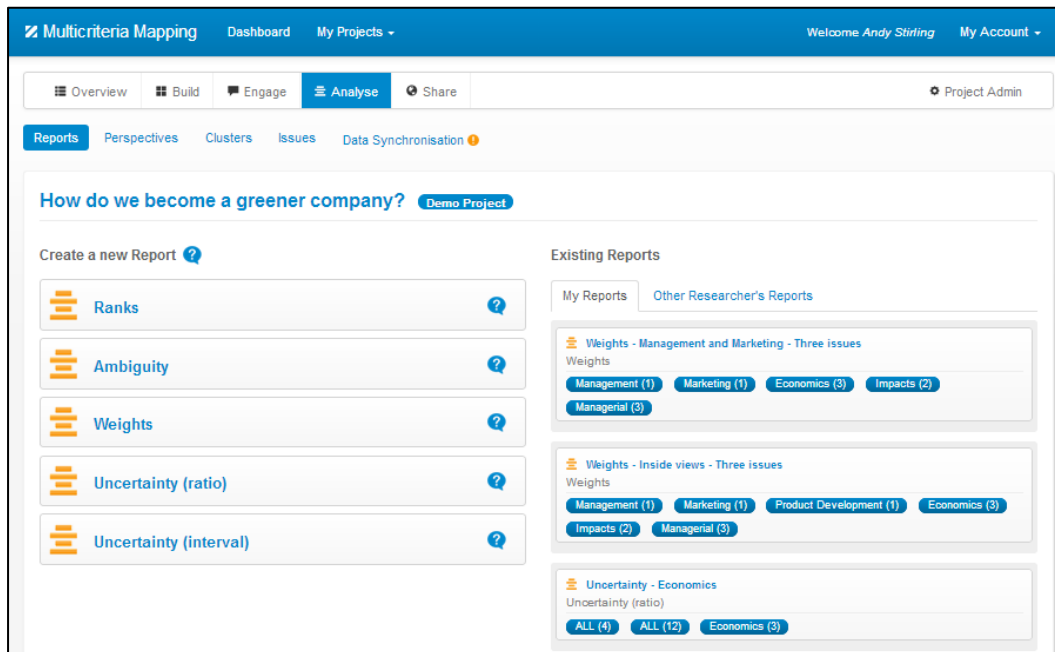 Multicriteria Mapping Dashboard My Projects Welcome Andy Stirling My Account
Overview Build Engage Analyse Share Project Admin
Reports Perspectives Clusters Issues Data Synchronisation !
How do we become a greener company? Demo Project
Create a new Report ?
Ranks ?
Ambiguity ?
Weights ?
Uncertainty (ratio) ?
Uncertainty (interval) ?
Existing Reports
My Reports Other Researcher's Reports
Weights - Management and Marketing - Three issues
Weights
Management (1) Marketing (1) Economics (3) Impacts (2)
Managerial (3)
Weights - Inside views - Three issues
Weights
Management (1) Marketing (1) Product Development (1) Economics (3)
Impacts (2) Managerial (3)
Uncertainty - Economics
Uncertainty (ratio)
ALL (4) ALL (12) Economics (3)